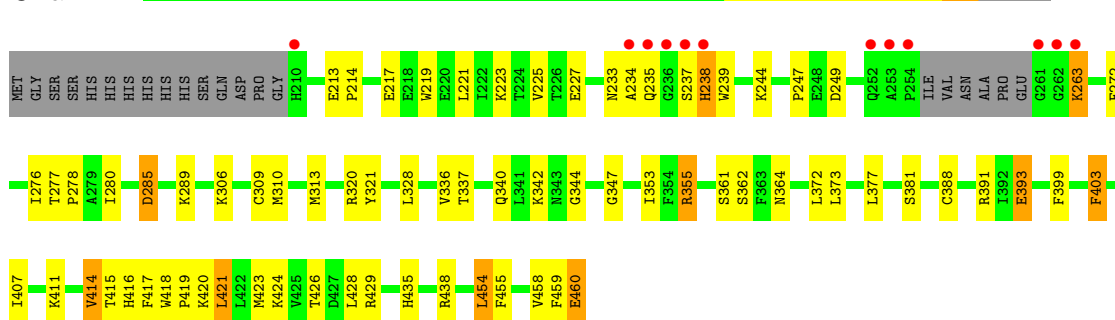 MET GLY SER SER HIS HIS HIS HIS HIS HIS SER GLN ASP PRO GLY H210 E213 P214 E217 E218 W219 E220 L221 I222 K223 T224 V225 T226 E227 N233 A234 Q235 G236 S237 H238 W239 K244 P247 E248 D249 Q252 A253 P254 ILE VAL ASN ALA PRO GLU G261 G262 K263
I276 T277 P278 A279 I280 D285 K289 K306 C309 M310 M313 R320 Y321 L328 V336 T337 Q340 L341 K342 N343 G344 G347 I353 F354 R355 S361 S362 F363 N364 L372 L373 L377 S381 C388 R391 I392 E393 F399 F403
I407 K411 V414 T415 H416 F417 W418 P419 K420 L421 L422 M423 K424 V425 T426 D427 L428 R429 H435 R438 L454 F455 V458 F459 E460